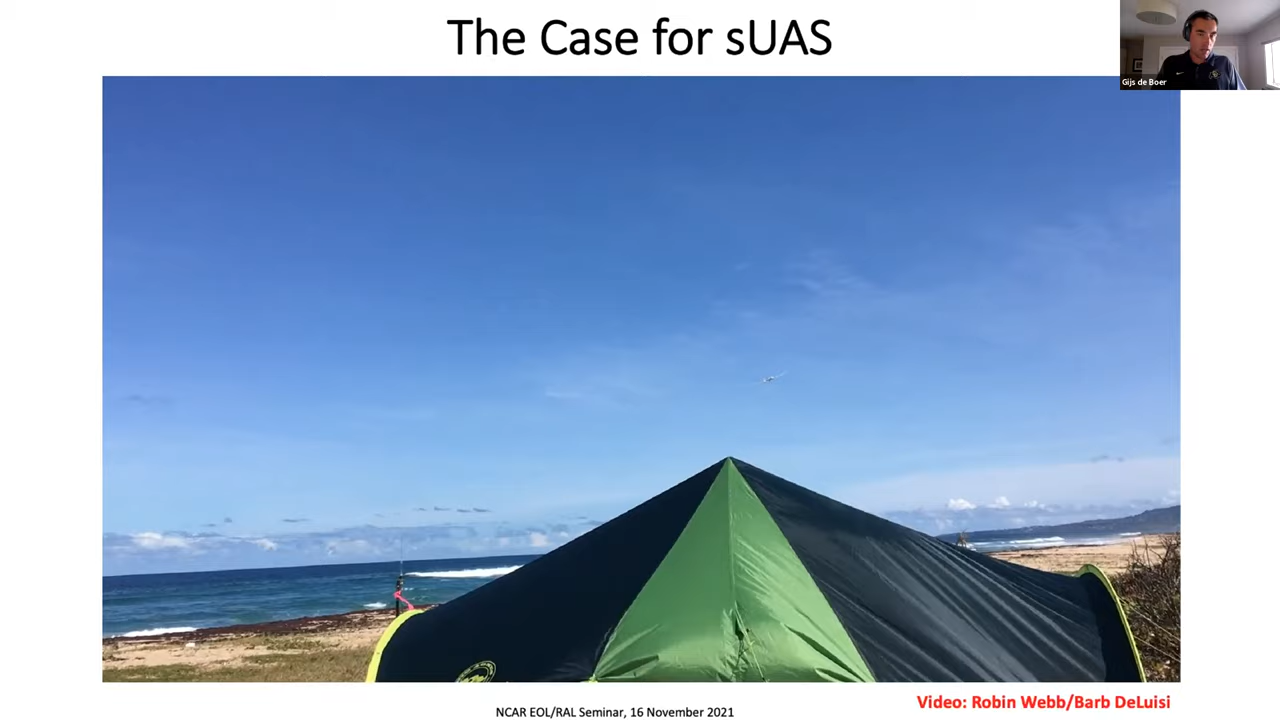 The Case for sUAS
Gijs de Boer
Video: Robin Webb/Barb DeLuisi
NCAR EOL/RAL Seminar, 16 November 2021